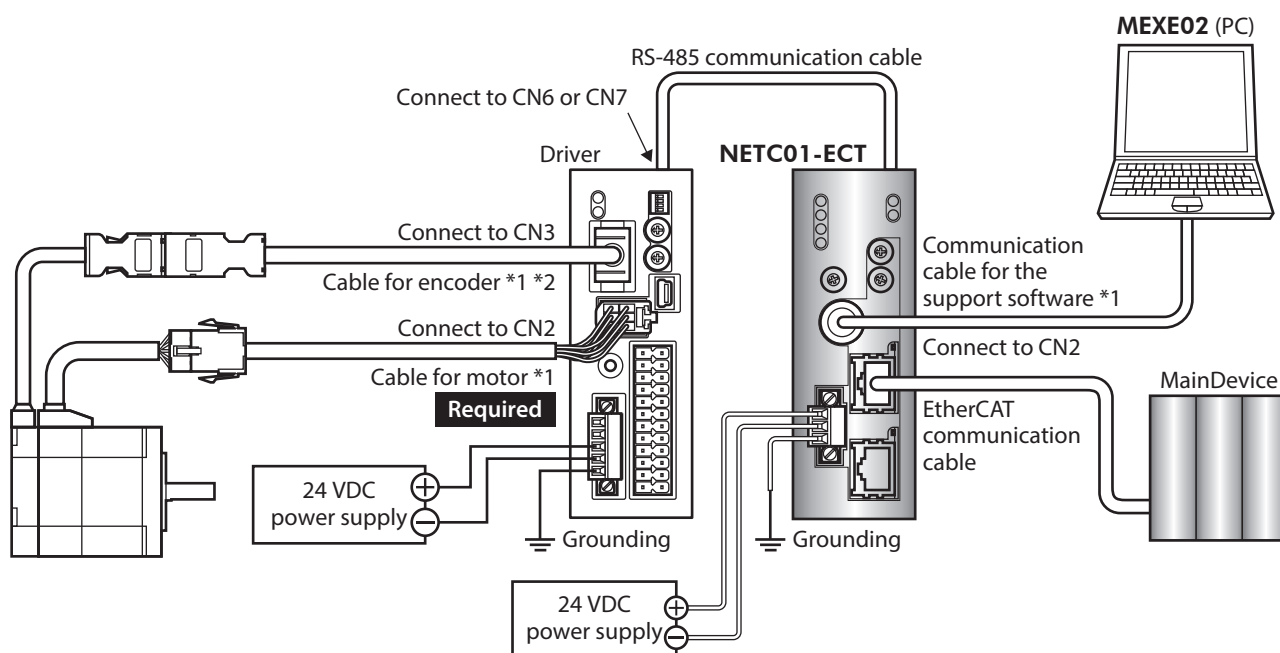 MEXE02 (PC)
RS-485 communication cable
Connect to CN6 or CN7
Driver
NETC01-ECT
Connect to CN3
Cable for encoder *1 *2
Connect to CN2
Cable for motor *1
Required
Communication
cable for the
support software *1
Connect to CN2
EtherCAT
communication
cable
MainDevice
24 VDC
power supply
+
−
Grounding
Grounding
24 VDC
power supply
+
−